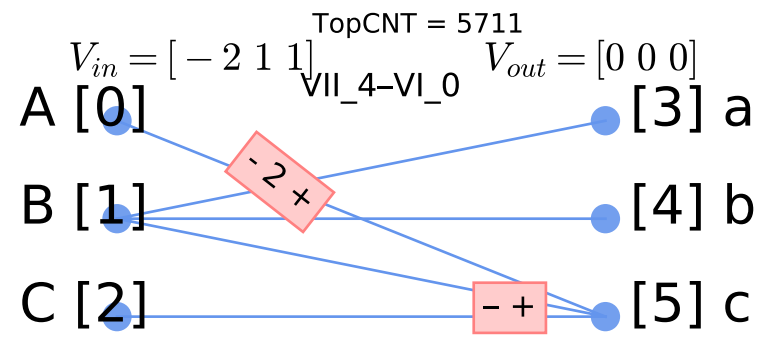 TopCNT = 5711
V_in = [ − 2 1 1] V_out = [0 0 0]
VII_4–VI_0
A [0] [3] a
- 2 +
B [1] [4] b
C [2] – + [5] c